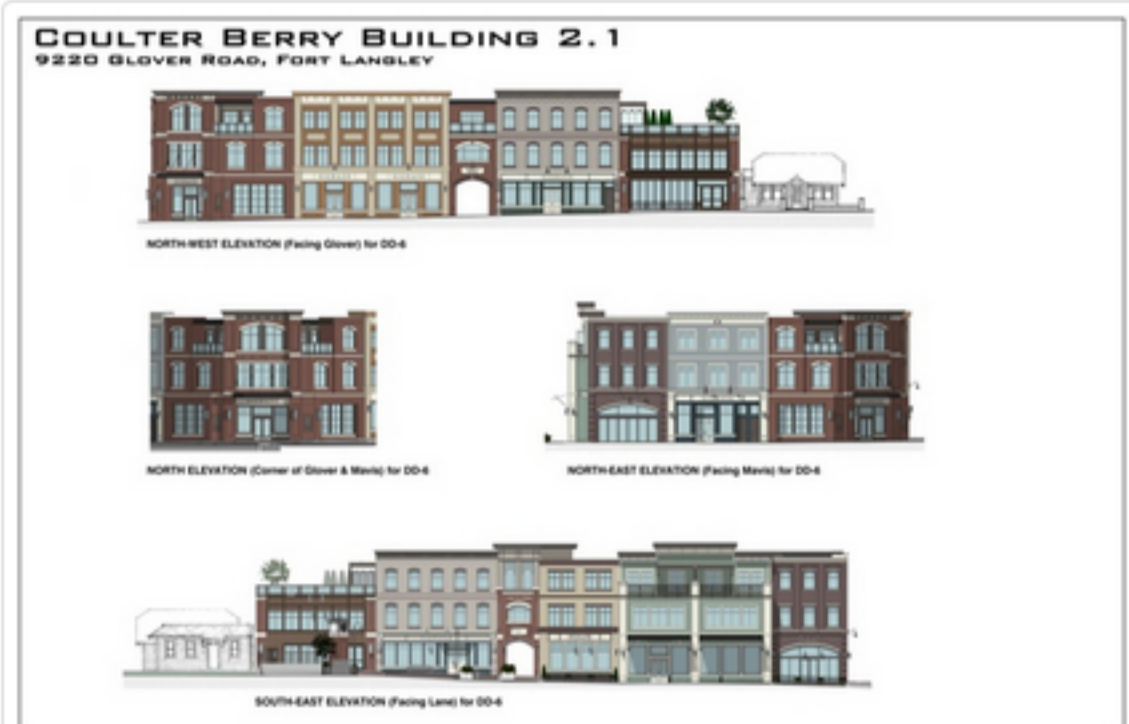 COULTER BERRY BUILDING 2.1
9220 GLOVER ROAD, FORT LANGLEY
NORTH-WEST ELEVATION (Facing Glover) for DD-6
NORTH ELEVATION (Corner of Glover & Mavis) for DD-6
NORTH-EAST ELEVATION (Facing Mavis) for DD-6
SOUTH-EAST ELEVATION (Facing Lane) for DD-6